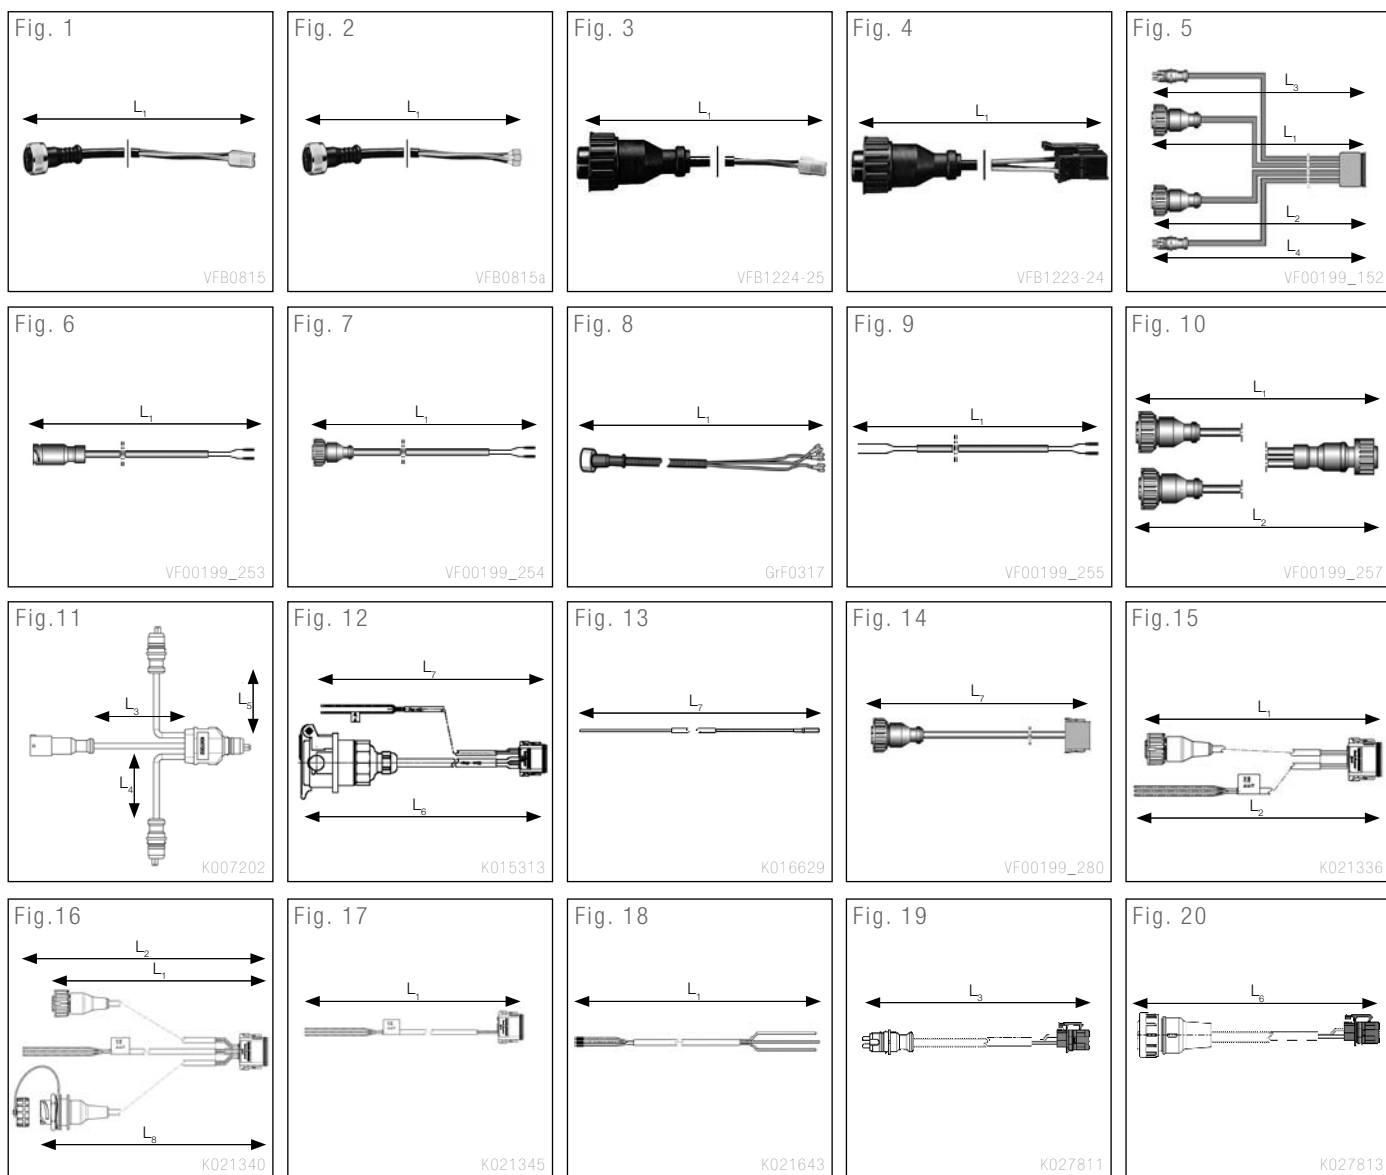 Fig. 1
L1
VFB0815
Fig. 2
L1
VFB0815a
Fig. 3
L1
VFB1224-25
Fig. 4
L1
VFB1223-24
Fig. 5
L3
L1
L2
L4
VF00199_152
Fig. 6
L1
VF00199_253
Fig. 7
L1
VF00199_254
Fig. 8
L1
GrF0317
Fig. 9
L1
VF00199_255
Fig. 10
L1
L2
VF00199_257
Fig.11
L3
L5
L4
K007202
Fig. 12
L7
L6
K015313
Fig. 13
L7
K016629
Fig. 14
L7
VF00199_280
Fig.15
L1
L2
K021336
Fig.16
L2
L1
L8
K021340
Fig. 17
L1
K021345
Fig. 18
L1
K021643
Fig. 19
L3
K027811
Fig. 20
L6
K027813